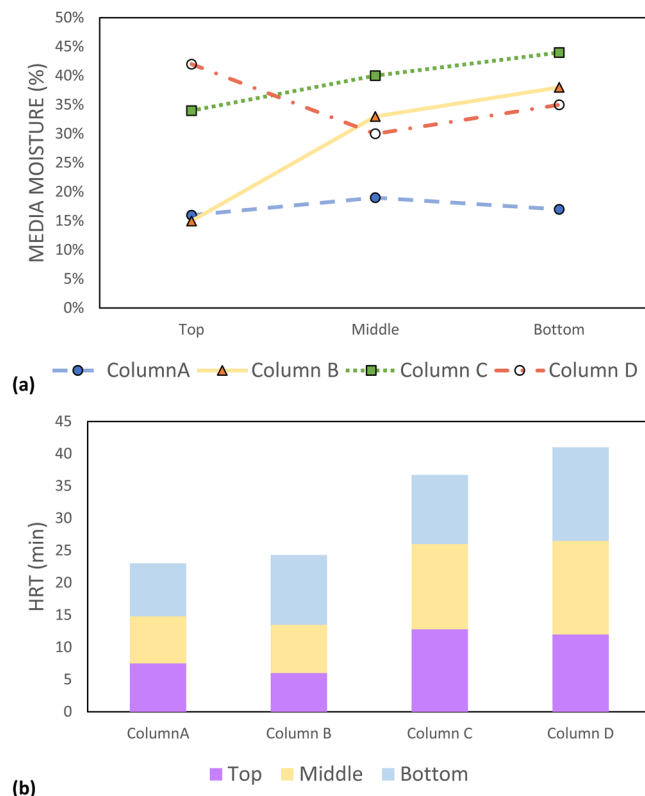 50%
45%
40%
35%
30%
25%
20%
15%
10%
5%
0%
MEDIA MOISTURE (%)
Top Middle Bottom
ColumnA Column B Column C Column D
(a)
45
40
35
30
25
20
15
10
5
0
HRT (min)
ColumnA Column B Column C Column D
Top Middle Bottom
(b)